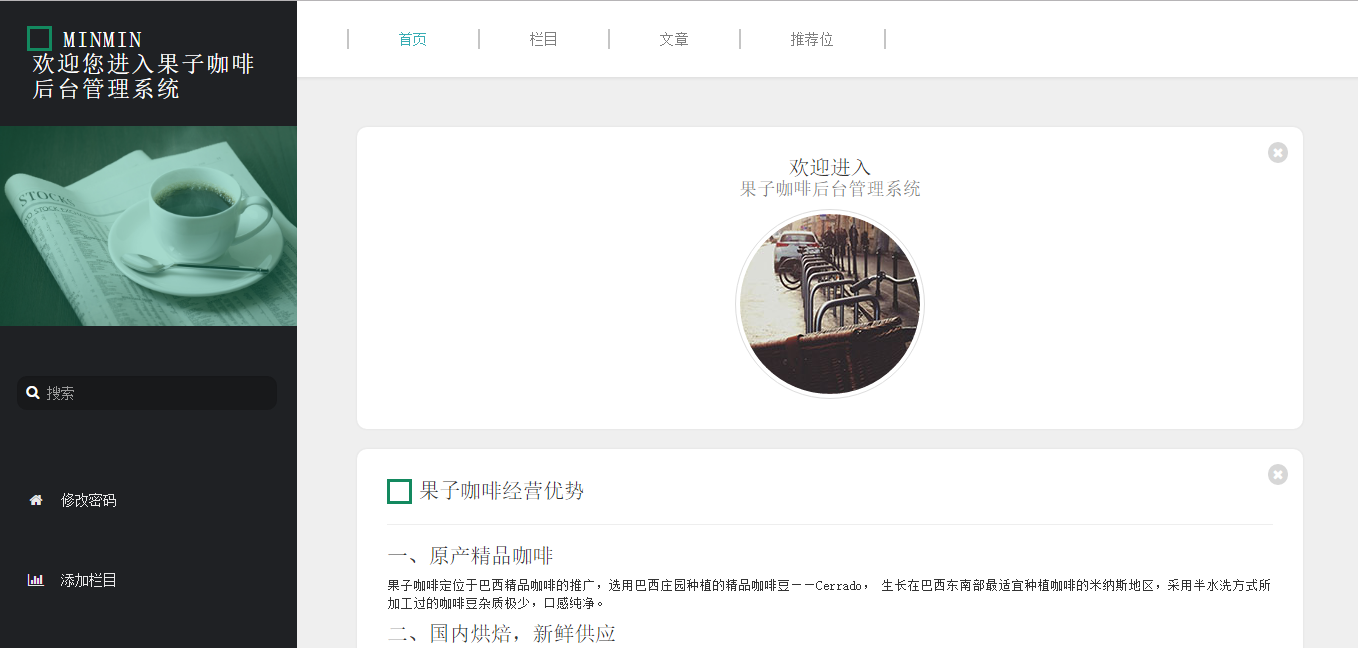 MINMIN
欢迎您进入果子咖啡
后台管理系统
STOCKS
搜索
修改密码
添加栏目
首页
栏目
文章
推荐位
欢迎进入
果子咖啡后台管理系统
果子咖啡经营优势
一、原产精品咖啡
果子咖啡定位于巴西精品咖啡的推广，选用巴西庄园种植的精品咖啡豆——Cerrado， 生长在巴西东南部最适宜种植咖啡的米纳斯地区，采用半水洗方式所
加工过的咖啡豆杂质极少，口感纯净。
二、国内烘焙，新鲜供应